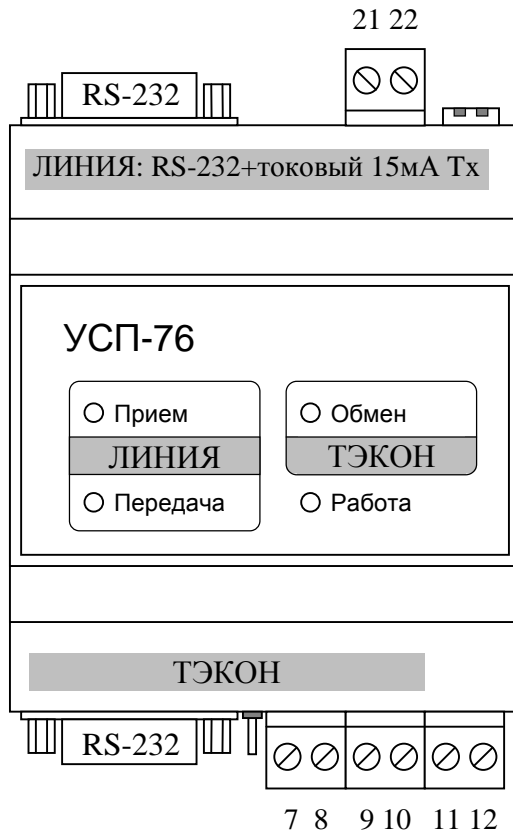 21 22
RS-232
ЛИНИЯ: RS-232+токовый 15мА Тх
УСП-76
Прием
Обмен
ЛИНИЯ
ТЭКОН
Передача
Работа
ТЭКОН
RS-232
7 8 9 10 11 12